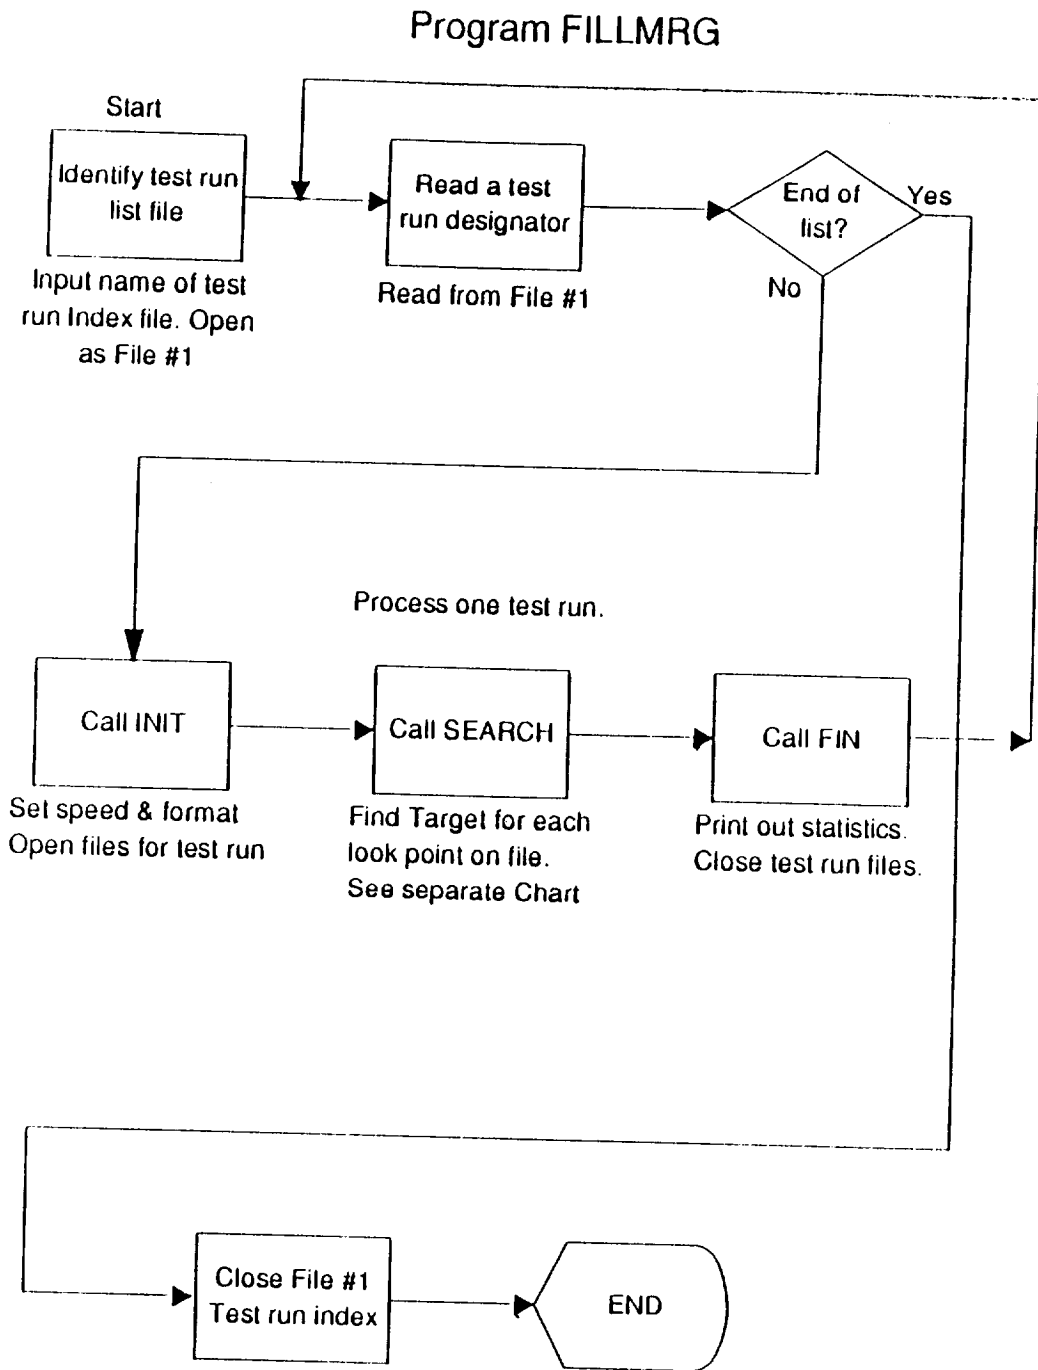 Program FILLMRG
Start
Identify test run
list file
Input name of test
run Index file. Open
as File #1
Read a test
run designator
Read from File #1
End of
list?
Yes
No
Process one test run.
Call INIT
Set speed & format
Open files for test run
Call SEARCH
Find Target for each
look point on file.
See separate Chart
Call FIN
Print out statistics.
Close test run files.
Close File #1
Test run index
END